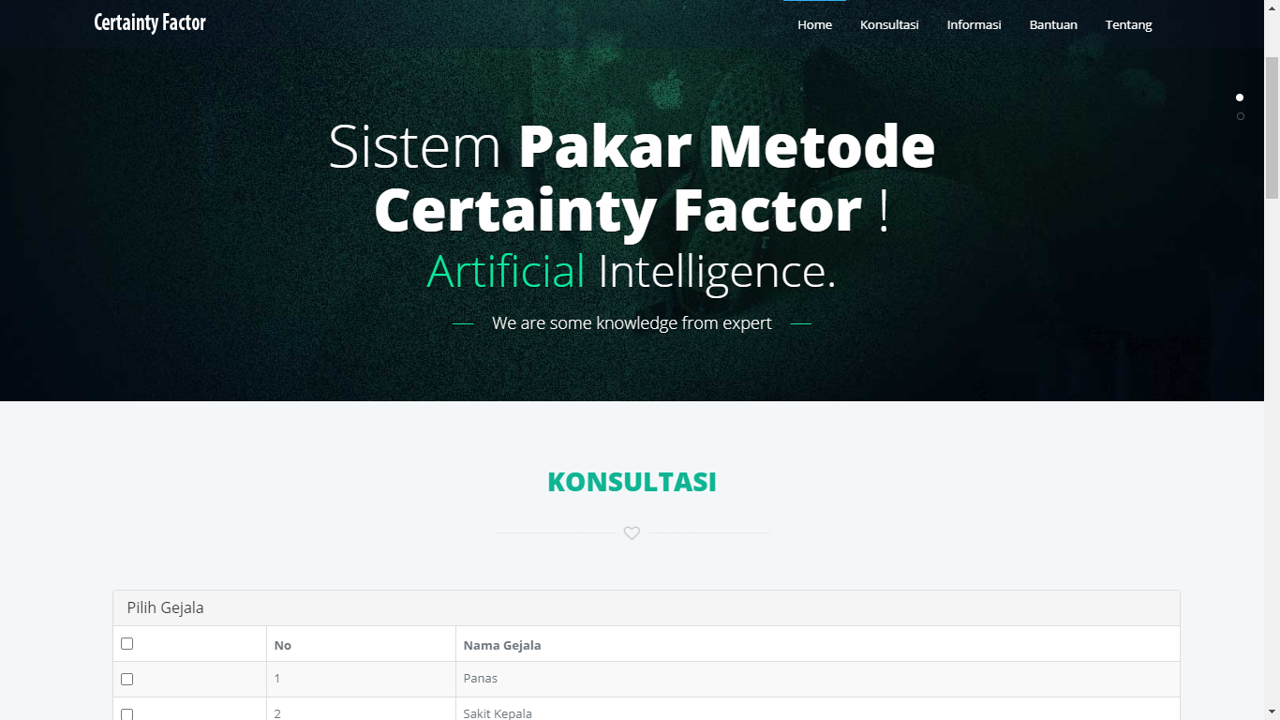 Certainty Factor
Home Konsultasi Informasi Bantuan Tentang
Sistem Pakar Metode
Certainty Factor !
Artificial Intelligence.
We are some knowledge from expert
KONSULTASI
Pilih Gejala
No Nama Gejala
1 Panas
2 Sakit Kepala